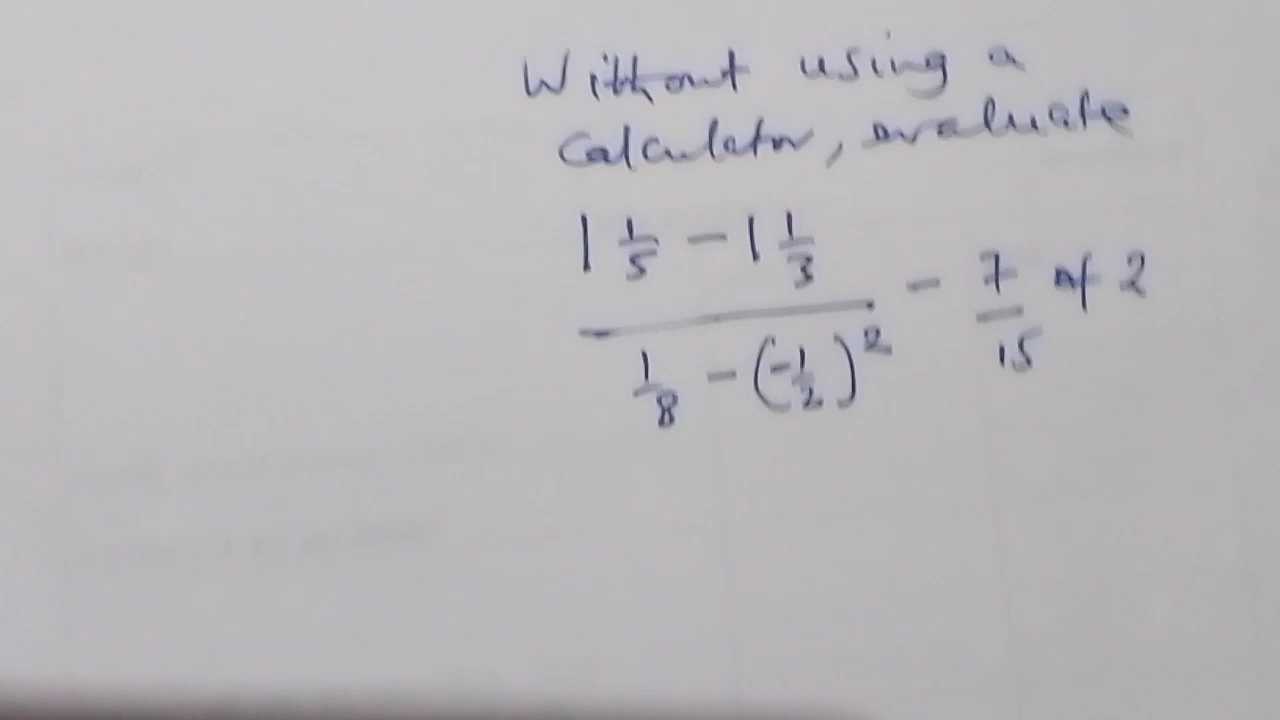 Without using a
calculator, evaluate
1 1/5 - 1 1/3
1/8 - (-1/2)² - 7/15 of 2